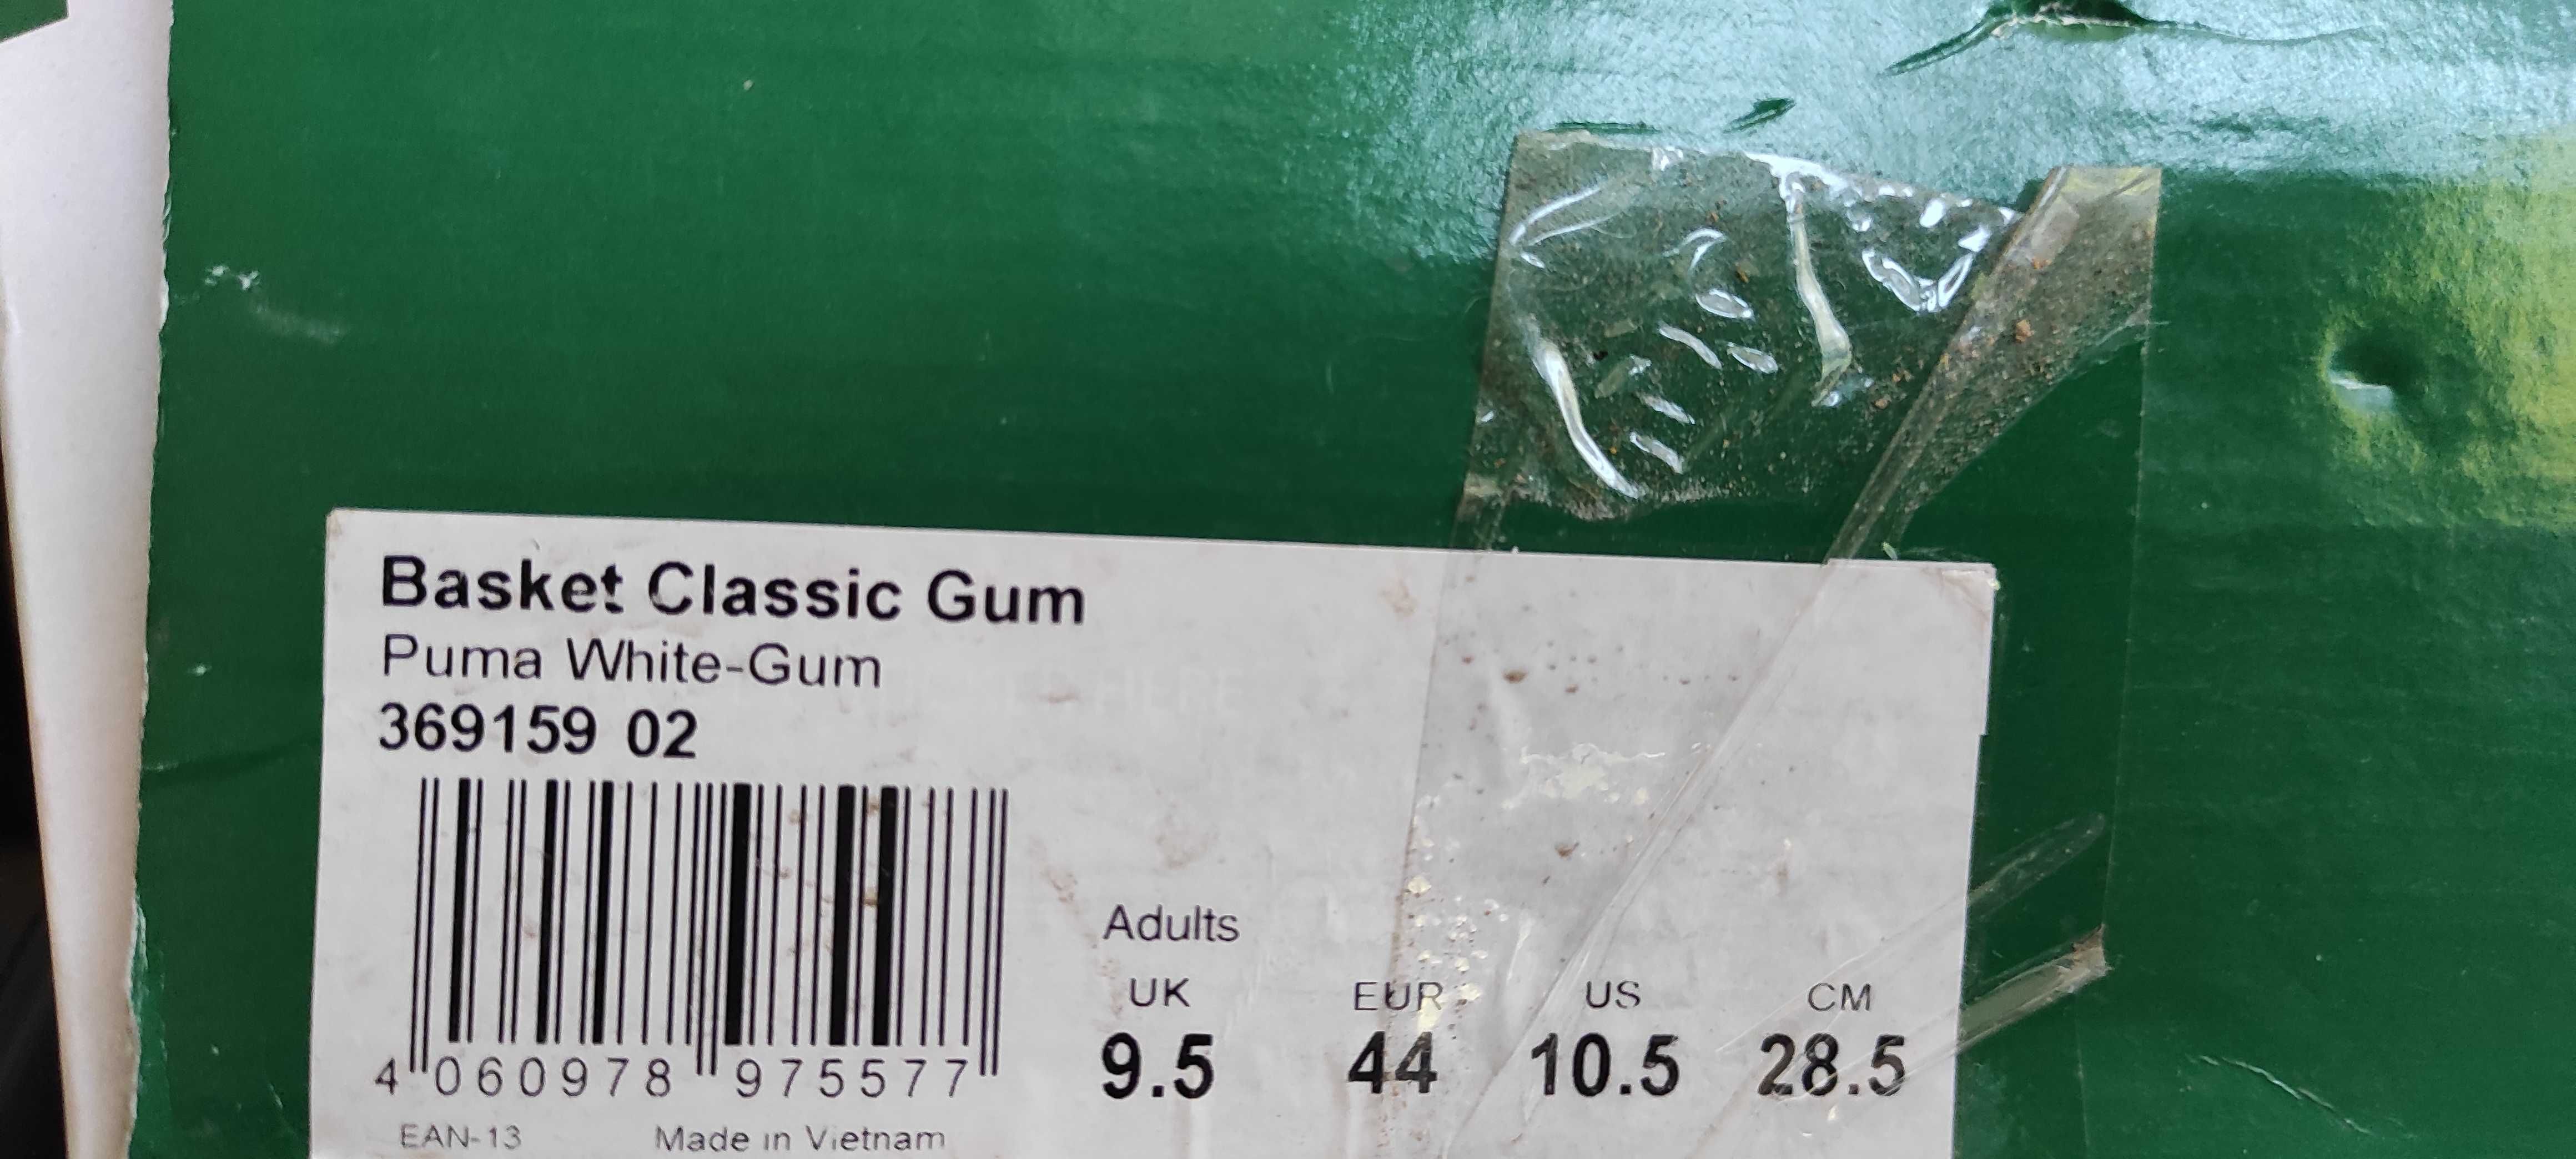 Basket Classic Gum
Puma White-Gum
369159 02
4 060978 975577
EAN-13 Made in Vietnam
Adults
UK EUR US CM
9.5 44 10.5 28.5